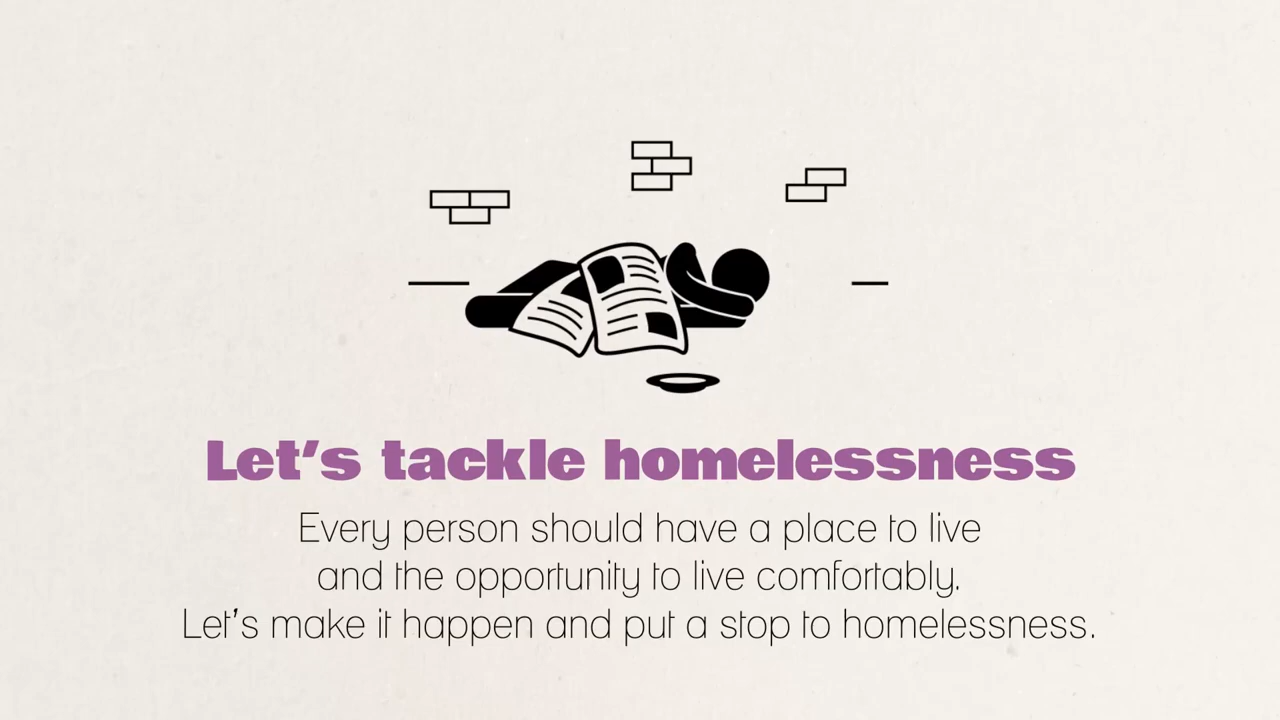 Let's tackle homelessness
Every person should have a place to live
and the opportunity to live comfortably.
Let's make it happen and put a stop to homelessness.